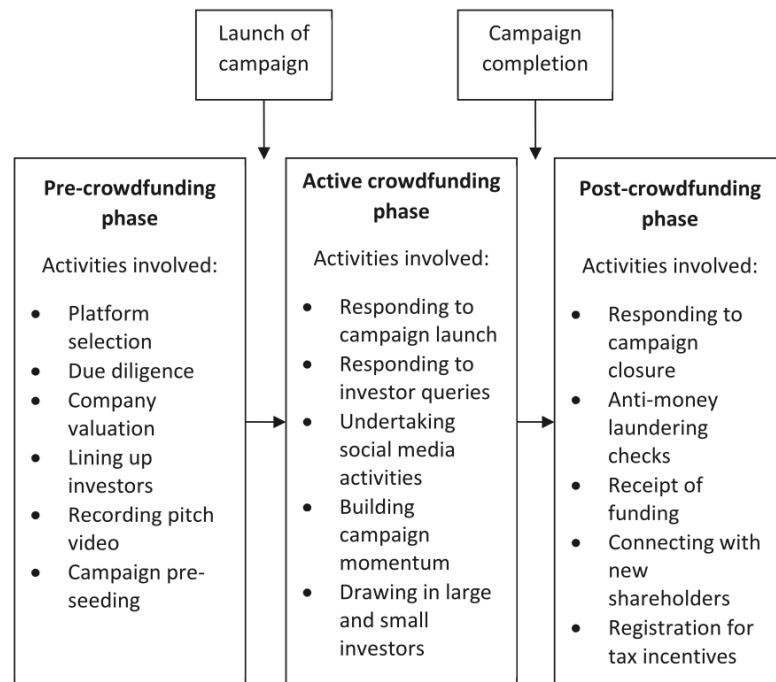 Launch of
campaign
Campaign
completion
Pre-crowdfunding
phase
Activities involved:
• Platform
selection
• Due diligence
• Company
valuation
• Lining up
investors
• Recording pitch
video
• Campaign pre-
seeding
Active crowdfunding
phase
Activities involved:
• Responding to
campaign launch
• Responding to
investor queries
• Undertaking
social media
activities
• Building
campaign
momentum
• Drawing in large
and small
investors
Post-crowdfunding
phase
Activities involved:
• Responding to
campaign
closure
• Anti-money
laundering
checks
• Receipt of
funding
• Connecting with
new
shareholders
• Registration for
tax incentives